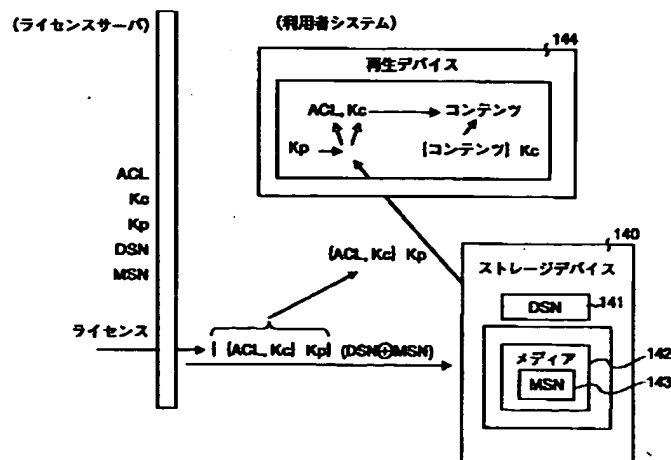 (ライセンスサーバ)
(利用者システム)
144
再生デバイス
ACL, Kc
コンテンツ
Kp
{コンテンツ} Kc
ACL
Kc
Kp
DSN
MSN
{ACL, Kc} Kp
140
ストレージデバイス
DSN
141
ライセンス
{ {ACL, Kc} Kp} (DSN⊕MSN)
メディア
142
MSN
143